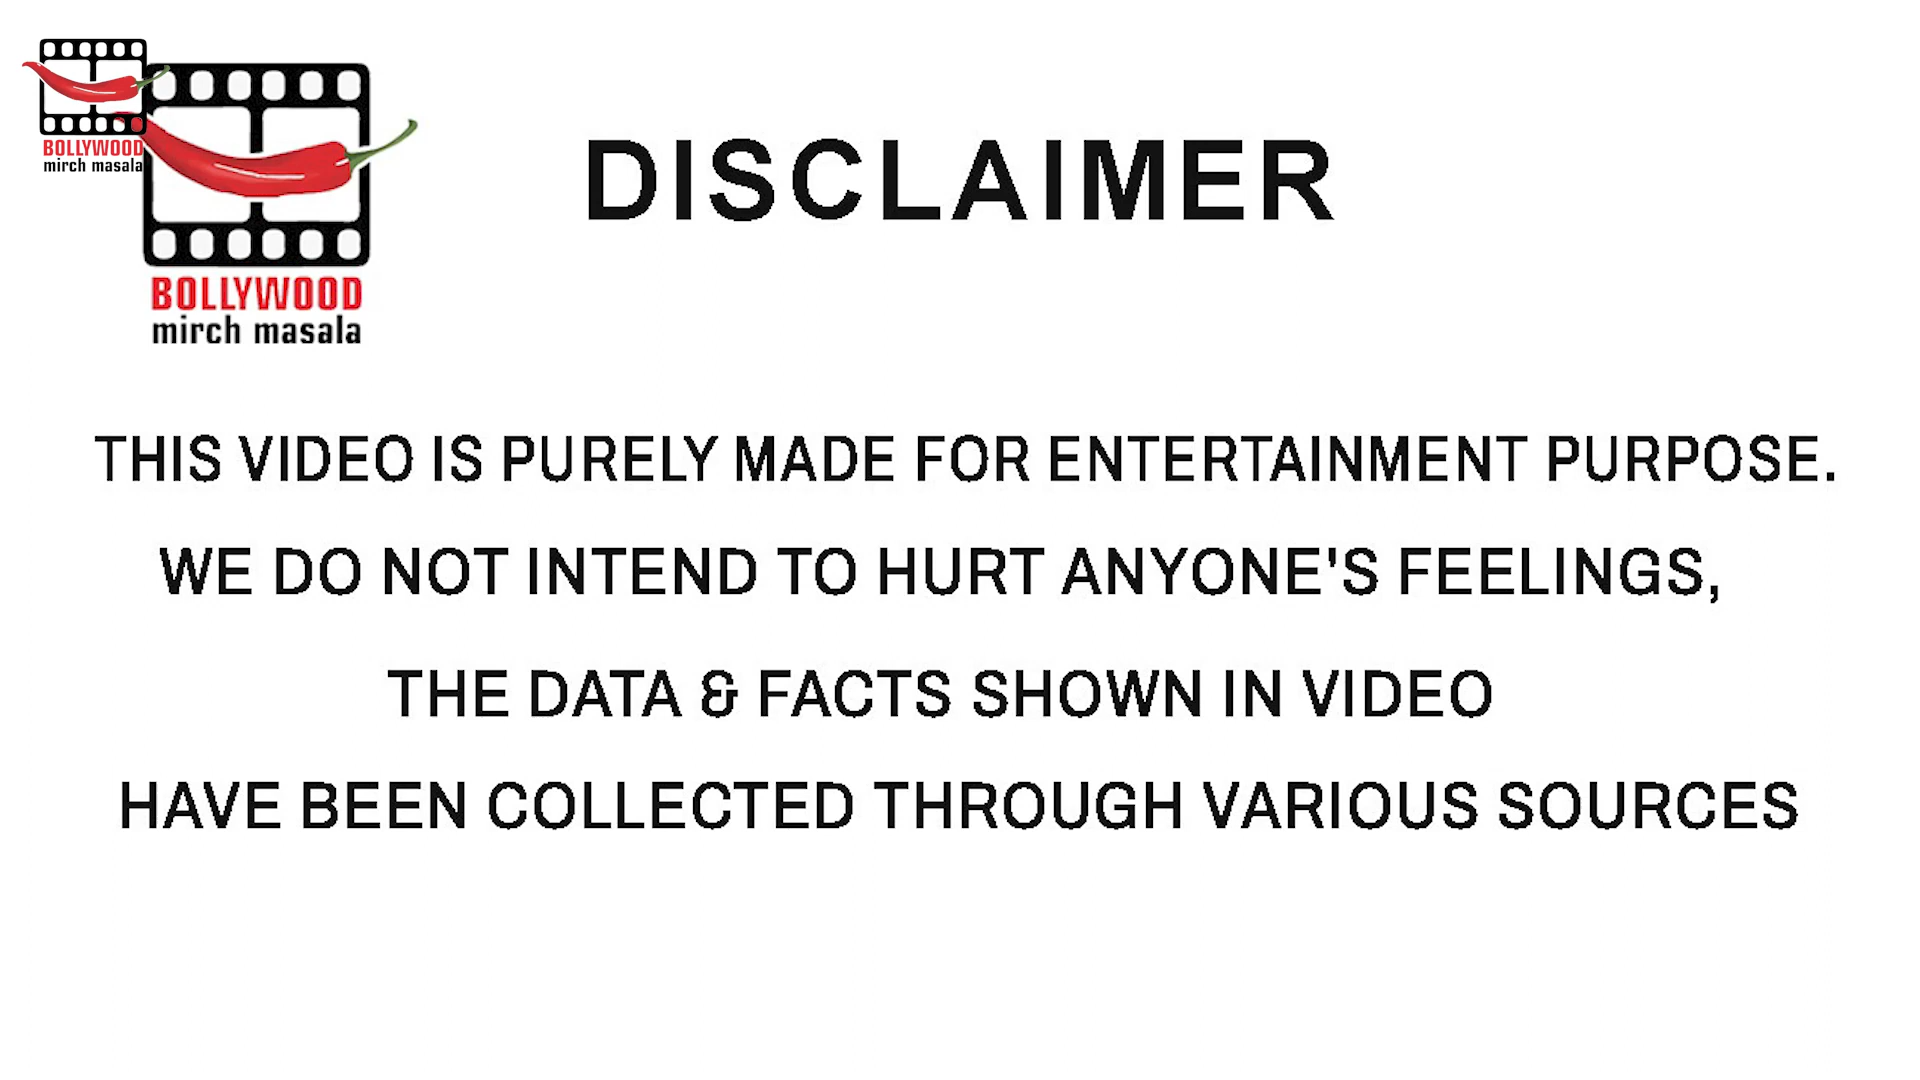 BOLLYWOOD
mirch masala
BOLLYWOOD
mirch masala
DISCLAIMER
THIS VIDEO IS PURELY MADE FOR ENTERTAINMENT PURPOSE.
WE DO NOT INTEND TO HURT ANYONE'S FEELINGS,
THE DATA & FACTS SHOWN IN VIDEO
HAVE BEEN COLLECTED THROUGH VARIOUS SOURCES